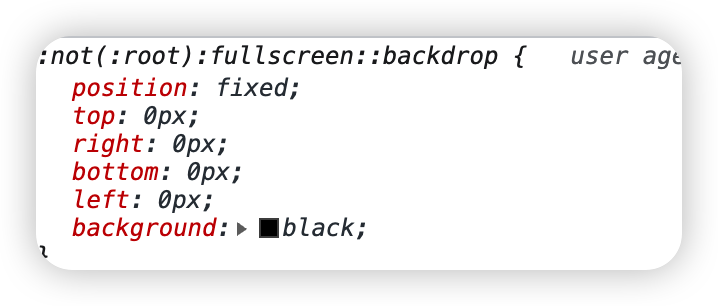 :not(:root):fullscreen::backdrop { user age
position: fixed;
top: 0px;
right: 0px;
bottom: 0px;
left: 0px;
background: black;
}